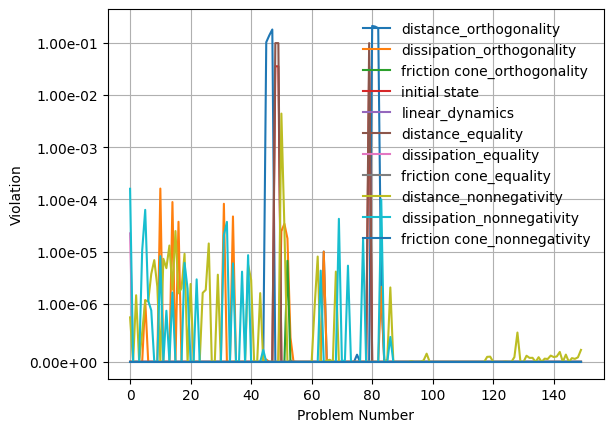 1.00e-01
1.00e-02
1.00e-03
1.00e-04
1.00e-05
1.00e-06
0.00e+00
Violation
distance_orthogonality
dissipation_orthogonality
friction cone_orthogonality
initial state
linear_dynamics
distance_equality
dissipation_equality
friction cone_equality
distance_nonnegativity
dissipation_nonnegativity
friction cone_nonnegativity
0 20 40 60 80 100 120 140
Problem Number